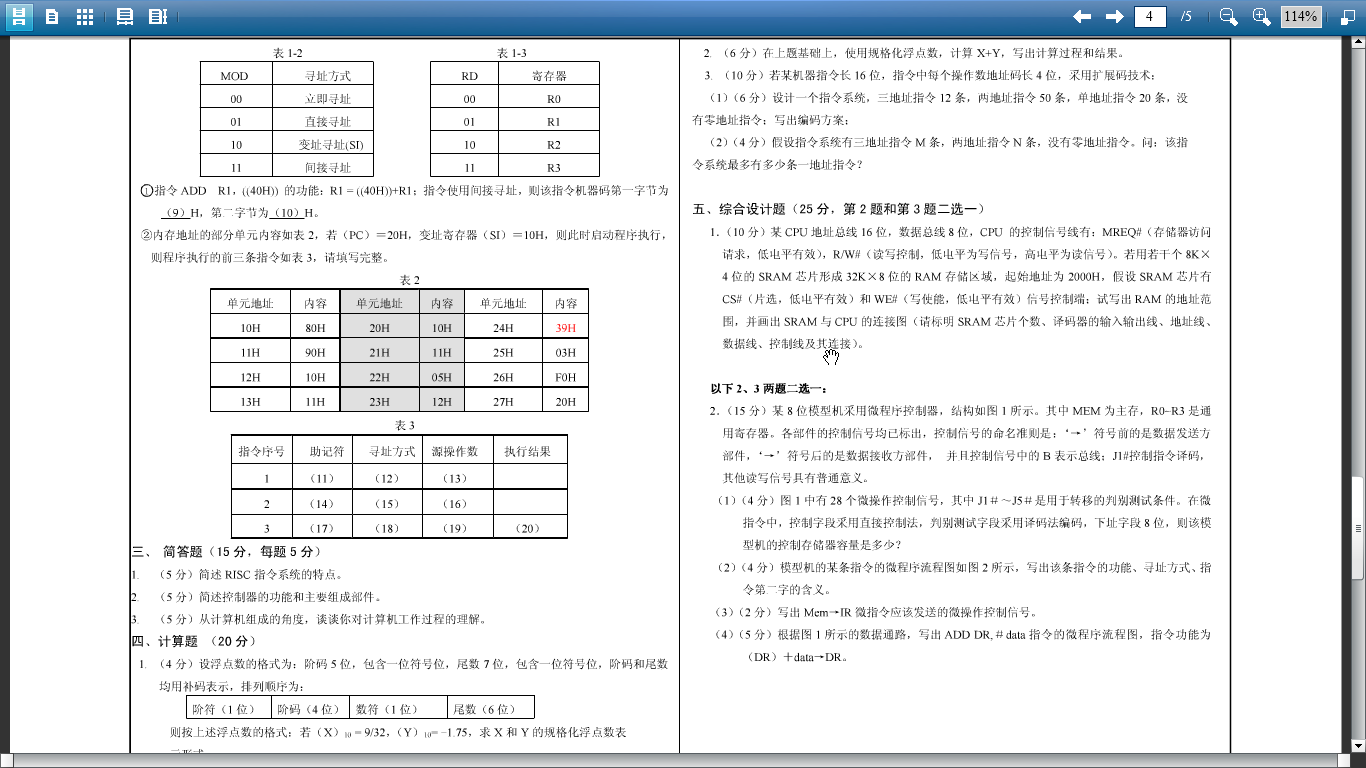 4 /5 114%
表 1-2
MOD 寻址方式
00 立即寻址
01 直接寻址
10 变址寻址(SI)
11 间接寻址
表 1-3
RD 寄存器
00 R0
01 R1
10 R2
11 R3
①指令 ADD R1,((40H)) 的功能:R1 = ((40H))+R1;指令使用间接寻址,则该指令机器码第一字节为
(9)H,第二字节为(10)H。
②内存地址的部分单元内容如表 2,若(PC)=20H,变址寄存器(SI)=10H,则此时启动程序执行,
则程序执行的前三条指令如表 3,请填写完整。
表 2
单元地址 内容 单元地址 内容 单元地址 内容
10H 80H 20H 10H 24H 39H
11H 90H 21H 11H 25H 03H
12H 10H 22H 05H 26H F0H
13H 11H 23H 12H 27H 20H
表 3
指令序号 助记符 寻址方式 源操作数 执行结果
1 (11) (12) (13)
2 (14) (15) (16)
3 (17) (18) (19) (20)
三、 简答题(15 分,每题 5 分)
1. (5 分)简述 RISC 指令系统的特点。
2. (5 分)简述控制器的功能和主要组成部件。
3. (5 分)从计算机组成的角度,谈谈你对计算机工作过程的理解。
四、计算题 (20 分)
1. (4 分)设浮点数的格式为:阶码 5 位,包含一位符号位,尾数 7 位,包含一位符号位,阶码和尾数
均用补码表示,排列顺序为:
阶符(1 位) 阶码(4 位) 数符(1 位) 尾数(6 位)
则按上述浮点数的格式:若(X)10 = 9/32,(Y)10= −1.75,求 X 和 Y 的规格化浮点数表
2. (6 分)在上题基础上,使用规格化浮点数,计算 X+Y,写出计算过程和结果。
3. (10 分)若某机器指令长 16 位,指令中每个操作数地址码长 4 位,采用扩展码技术:
(1)(6 分)设计一个指令系统,三地址指令 12 条,两地址指令 50 条,单地址指令 20 条,没
有零地址指令;写出编码方案;
(2)(4 分)假设指令系统有三地址指令 M 条,两地址指令 N 条,没有零地址指令。问:该指
令系统最多有多少条一地址指令?
五、综合设计题(25 分,第 2 题和第 3 题二选一)
1.(10 分)某 CPU 地址总线 16 位,数据总线 8 位,CPU 的控制信号线有:MREQ#(存储器访问
请求,低电平有效),R/W#(读写控制,低电平为写信号,高电平为读信号)。若用若干个 8K×
4 位的 SRAM 芯片形成 32K×8 位的 RAM 存储区域,起始地址为 2000H,假设 SRAM 芯片有
CS#(片选,低电平有效)和 WE#(写使能,低电平有效)信号控制端;试写出 RAM 的地址范
围,并画出 SRAM 与 CPU 的连接图(请标明 SRAM 芯片个数、译码器的输入输出线、地址线、
数据线、控制线及其连接)。
以下 2、3 两题二选一:
2.(15 分)某 8 位模型机采用微程序控制器,结构如图 1 所示。其中 MEM 为主存,R0~R3 是通
用寄存器。各部件的控制信号均已标出,控制信号的命名准则是:‘→’符号前的是数据发送方
部件,‘→’符号后的是数据接收方部件, 并且控制信号中的 B 表示总线;J1#控制指令译码,
其他读写信号具有普通意义。
(1)(4 分)图 1 中有 28 个微操作控制信号,其中 J1#~J5#是用于转移的判别测试条件。在微
指令中,控制字段采用直接控制法,判别测试字段采用译码法编码,下址字段 8 位,则该模
型机的控制存储器容量是多少?
(2)(4 分)模型机的某条指令的微程序流程图如图 2 所示,写出该条指令的功能、寻址方式、指
令第二字的含义。
(3)(2 分)写出 Mem→IR 微指令应该发送的微操作控制信号。
(4)(5 分)根据图 1 所示的数据通路,写出 ADD DR,#data 指令的微程序流程图,指令功能为
(DR)+data→DR。